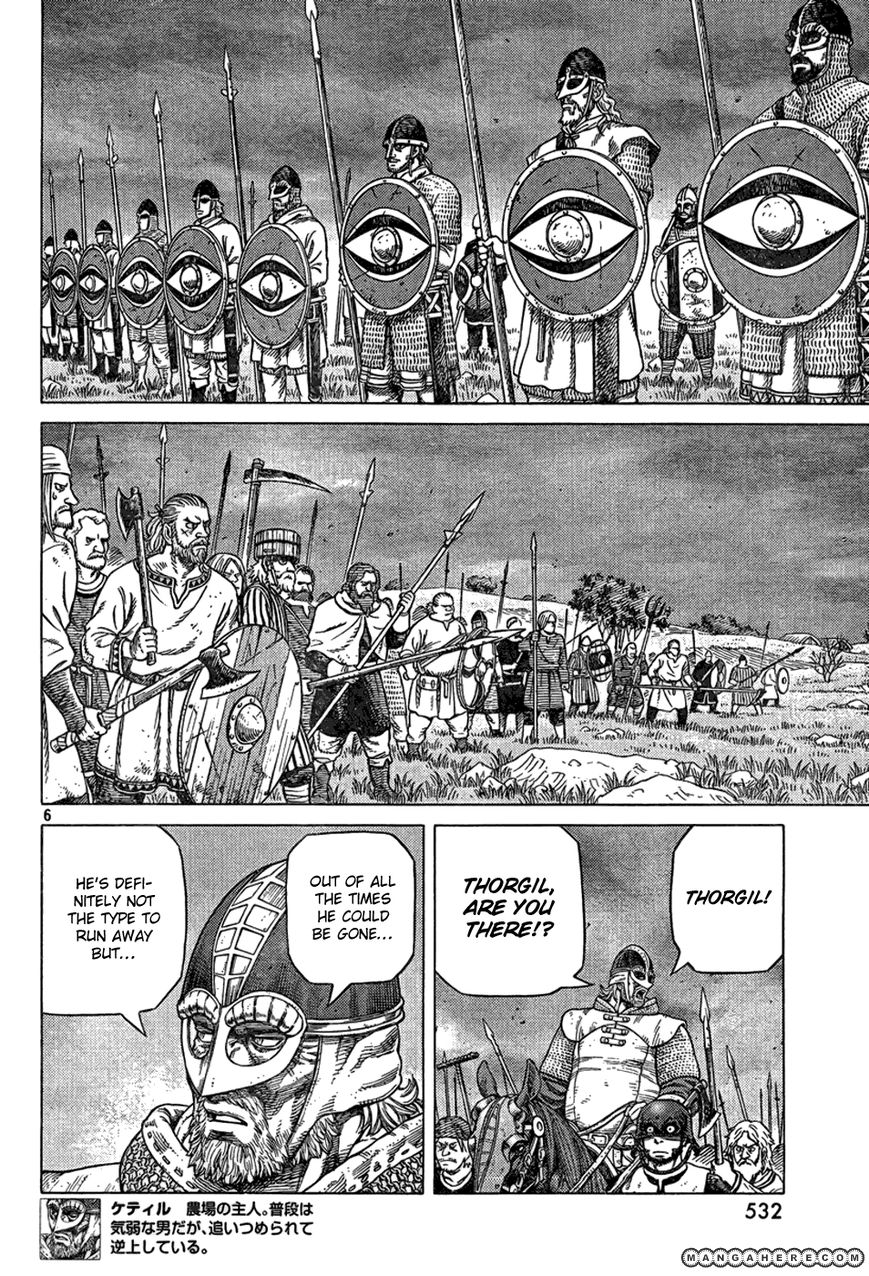 6
THORGIL!
THORGIL,
ARE YOU
THERE!?
OUT OF ALL
THE TIMES
HE COULD
BE GONE...
HE'S DEFI-
NITELY NOT
THE TYPE TO
RUN AWAY
BUT...
ケティル 農場の主人。普段は
気弱な男だが、追いつめられて
逆上している。
532
MANGAHERE.COM